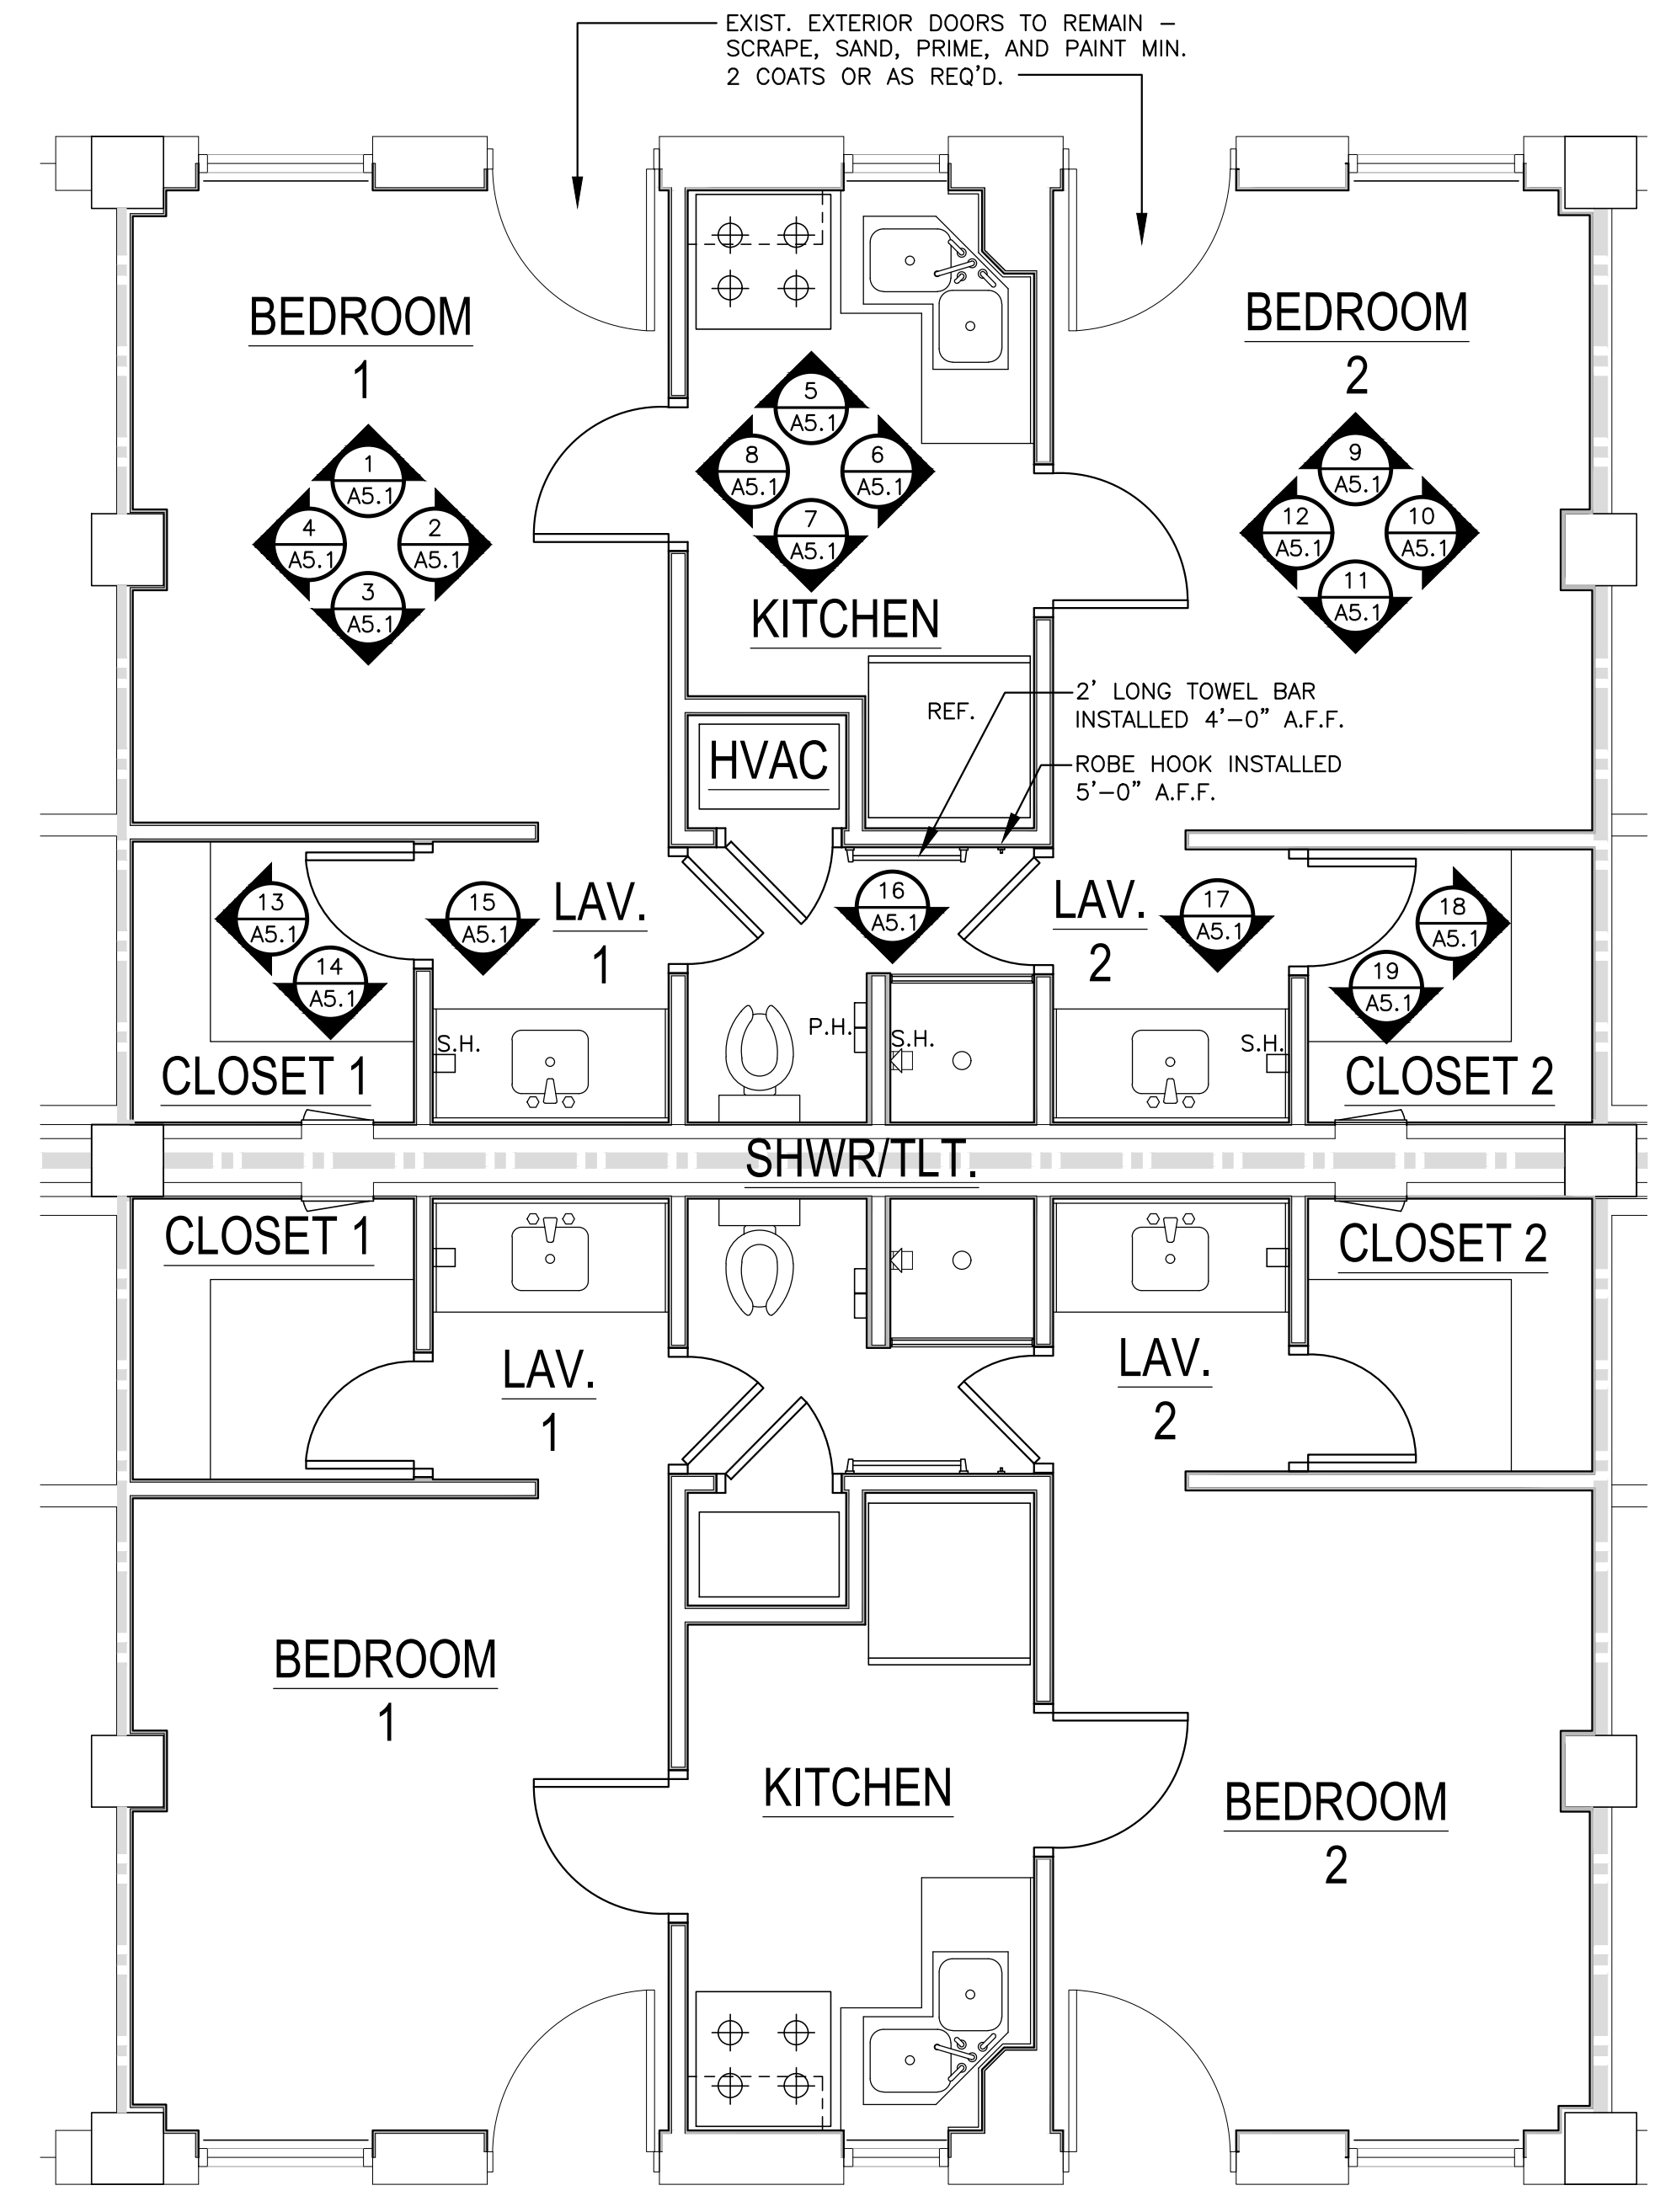 EXIST. EXTERIOR DOORS TO REMAIN –
SCRAPE, SAND, PRIME, AND PAINT MIN.
2 COATS OR AS REQ'D.
BEDROOM
1
BEDROOM
2
1
A5.1
4
A5.1
2
A5.1
3
A5.1
5
A5.1
8
A5.1
6
A5.1
7
A5.1
9
A5.1
12
A5.1
10
A5.1
11
A5.1
KITCHEN
REF.
2' LONG TOWEL BAR
INSTALLED 4'–0" A.F.F.
HVAC
ROBE HOOK INSTALLED
5'–0" A.F.F.
13
A5.1
14
A5.1
15
A5.1
LAV.
1
16
A5.1
LAV.
2
17
A5.1
18
A5.1
19
A5.1
S.H.
P.H.
S.H.
S.H.
CLOSET 1
CLOSET 2
SHWR/TLT.
CLOSET 1
CLOSET 2
LAV.
1
LAV.
2
BEDROOM
1
KITCHEN
BEDROOM
2